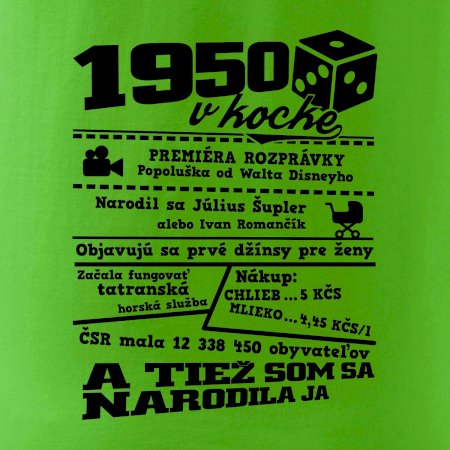 1950
v kocke
PREMIÉRA ROZPRÁVKY
Popoluška od Walta Disneyho
Narodil sa Július Šupler
alebo Ivan Romančík
Objavujú sa prvé džínsy pre ženy
Začala fungovať
tatranská
horská služba
Nákup:
CHLIEB...5 KČS
MLIEKO...4,45 KČS/l
ČSR mala 12 338 450 obyvateľov
A TIEŽ SOM SA
NARODILA JA